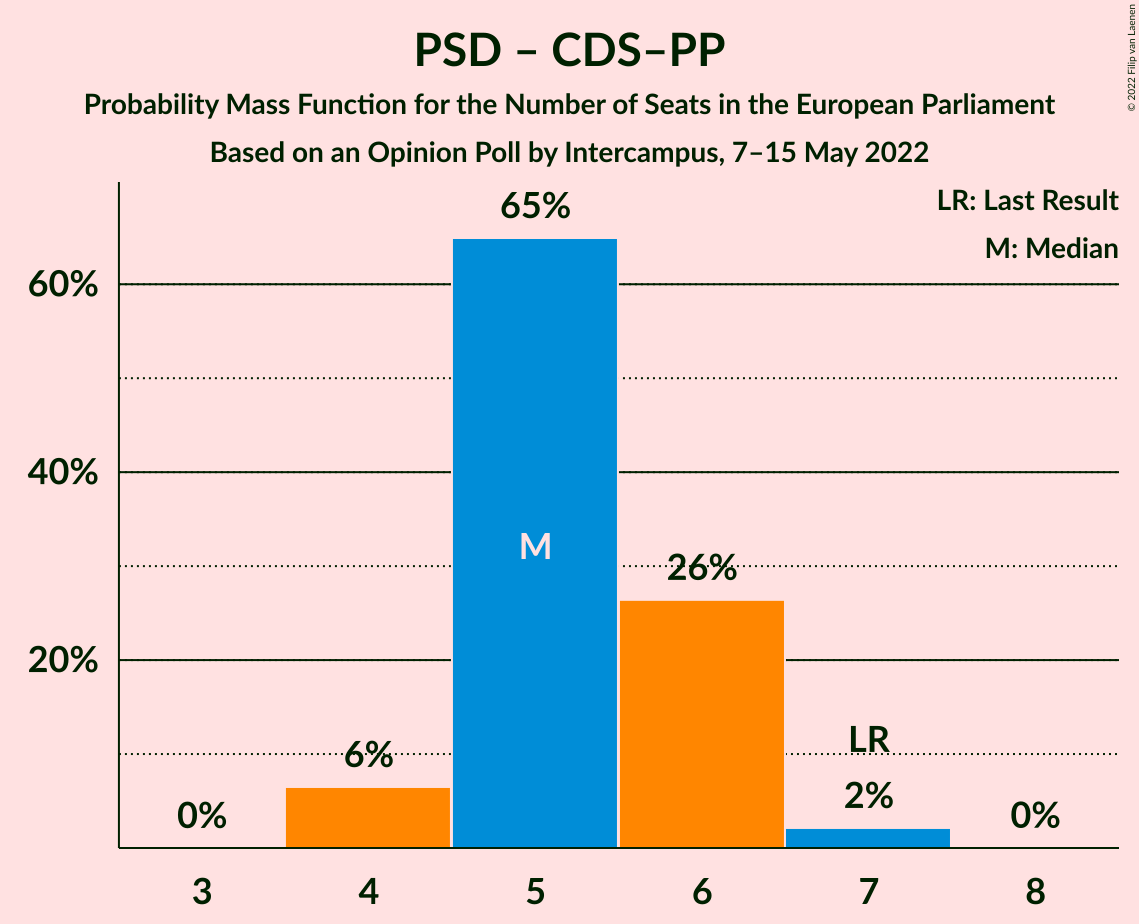 PSD – CDS–PP
Probability Mass Function for the Number of Seats in the European Parliament
Based on an Opinion Poll by Intercampus, 7–15 May 2022
© 2022 Filip van Laenen
LR: Last Result
M: Median
65%
60%
40%
M
26%
20%
LR
6%
2%
0%
0%
3 4 5 6 7 8